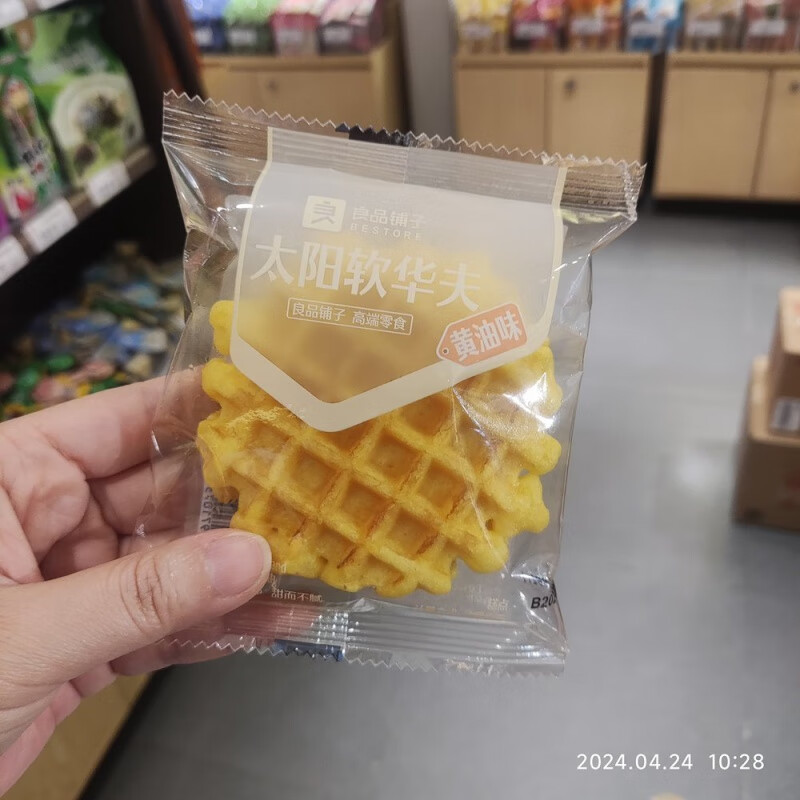 良
良品铺子
BESTORE
太阳软华夫
良品铺子 高端零食
黄油味
甜而不腻
2024.04.24 10:28